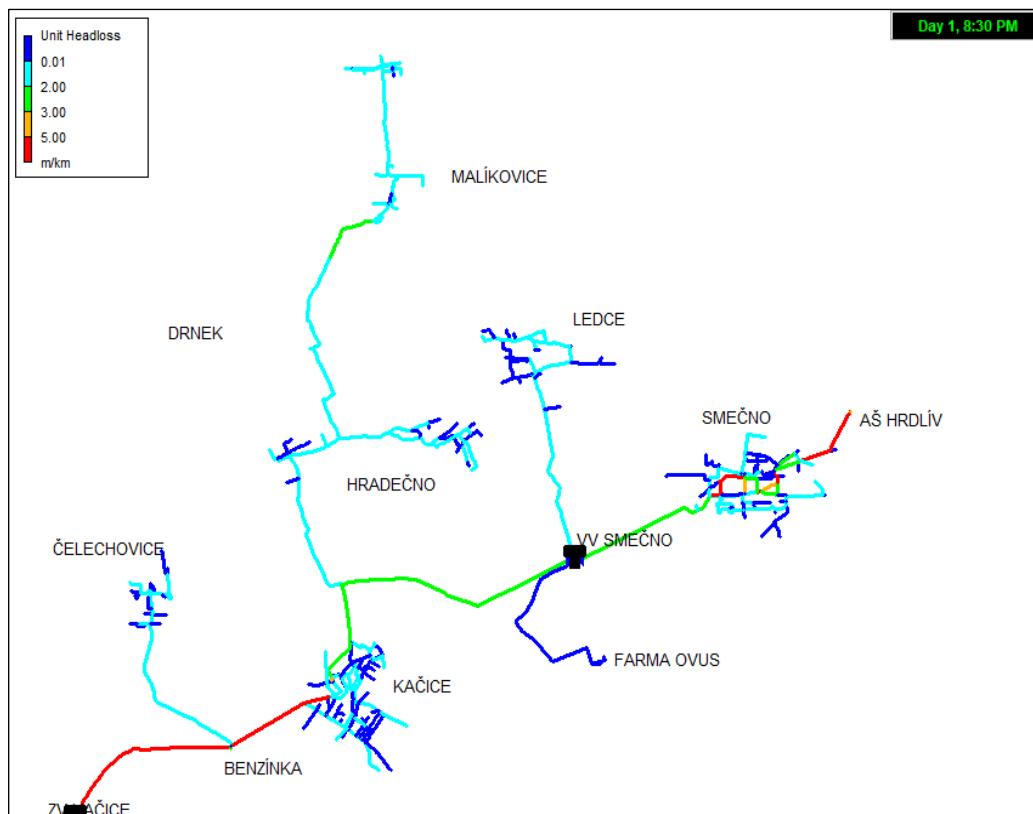 Unit Headloss
0.01
2.00
3.00
5.00
m/km
Day 1, 8:30 PM
MALÍKOVICE
DRNEK
LEDCE
SMEČNO
AŠ HRDLÍV
HRADEČNO
VV SMEČNO
ČELECHOVICE
FARMA OVUS
KAČICE
BENZÍNKA